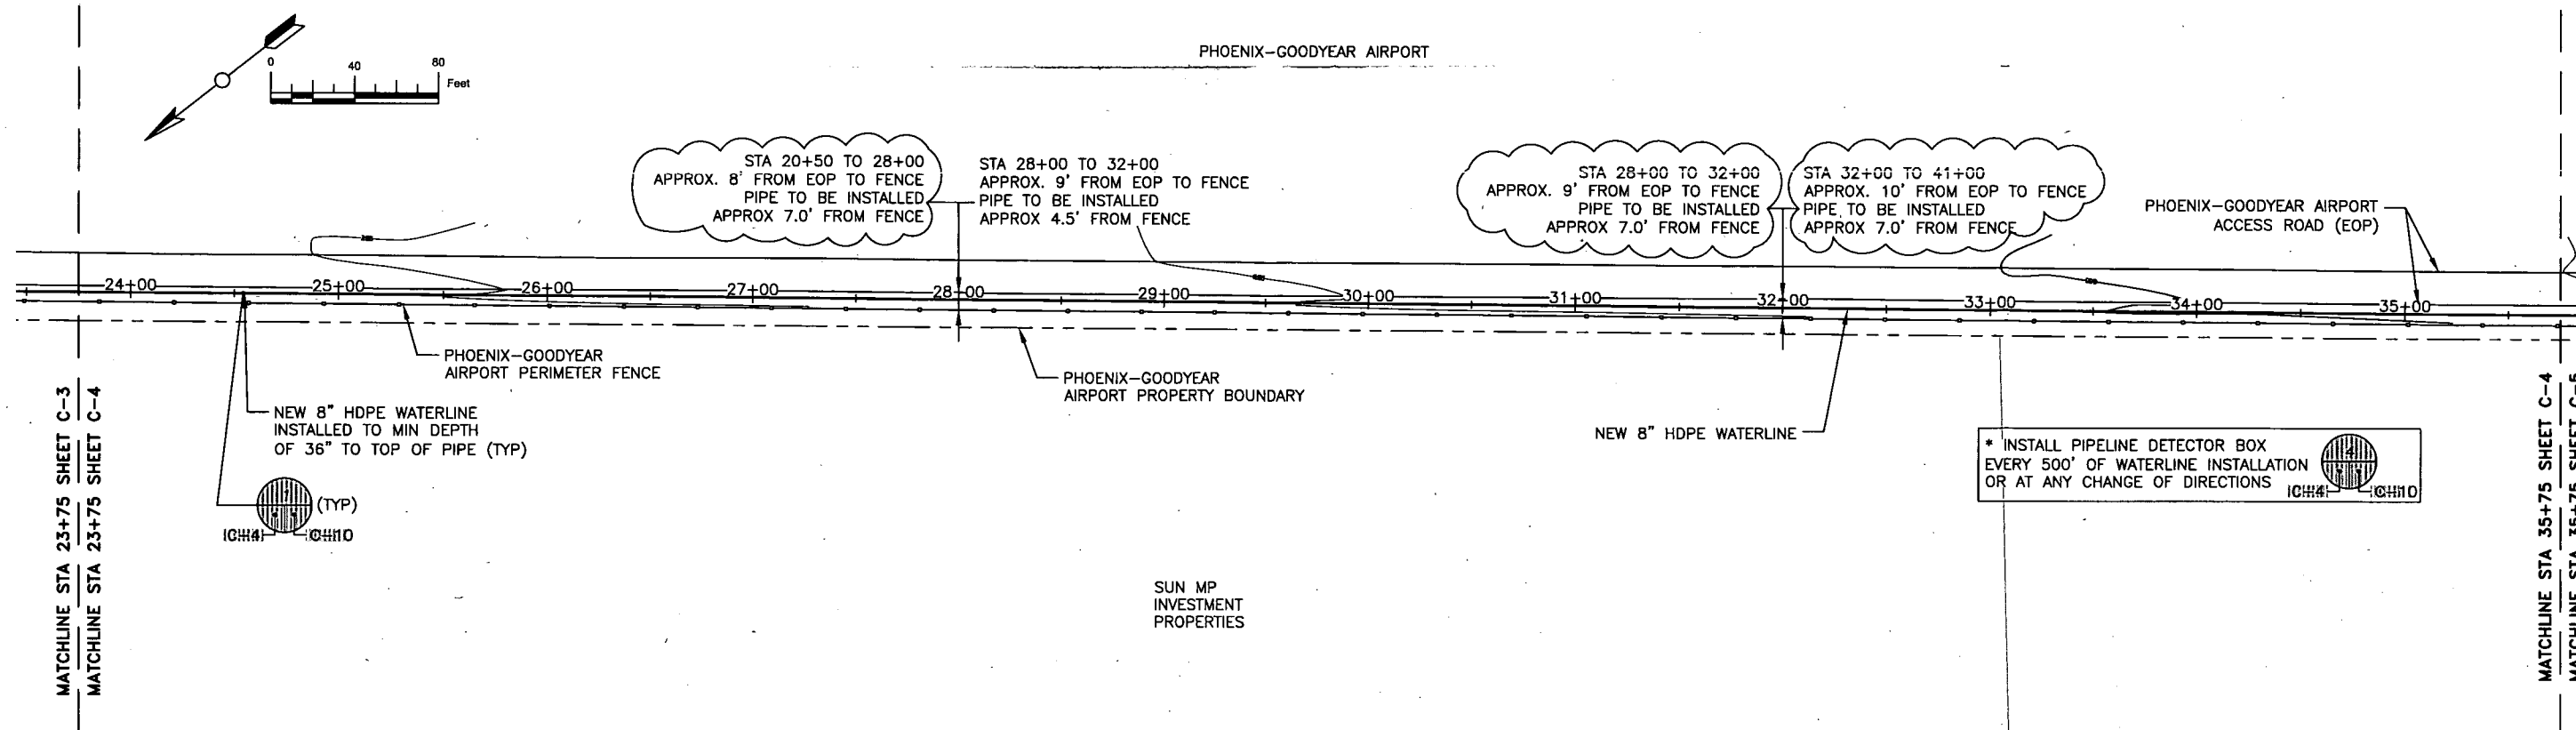 PHOENIX-GOODYEAR AIRPORT
0 40 80
Feet
STA 20+50 TO 28+00
APPROX. 8' FROM EOP TO FENCE
PIPE TO BE INSTALLED
APPROX 7.0' FROM FENCE
STA 28+00 TO 32+00
APPROX. 9' FROM EOP TO FENCE
PIPE TO BE INSTALLED
APPROX 4.5' FROM FENCE
STA 28+00 TO 32+00
APPROX. 9' FROM EOP TO FENCE
PIPE TO BE INSTALLED
APPROX 7.0' FROM FENCE
STA 32+00 TO 41+00
APPROX. 10' FROM EOP TO FENCE
PIPE TO BE INSTALLED
APPROX 7.0' FROM FENCE
PHOENIX-GOODYEAR AIRPORT
ACCESS ROAD (EOP)
24+00 25+00 26+00 27+00 28+00 29+00 30+00 31+00 32+00 33+00 34+00 35+00
PHOENIX-GOODYEAR
AIRPORT PERIMETER FENCE
PHOENIX-GOODYEAR
AIRPORT PROPERTY BOUNDARY
NEW 8" HDPE WATERLINE
INSTALLED TO MIN DEPTH
OF 36" TO TOP OF PIPE (TYP)
(TYP)
NEW 8" HDPE WATERLINE
* INSTALL PIPELINE DETECTOR BOX
EVERY 500' OF WATERLINE INSTALLATION
OR AT ANY CHANGE OF DIRECTIONS
SUN MP
INVESTMENT
PROPERTIES
MATCHLINE STA 23+75 SHEET C-3
MATCHLINE STA 23+75 SHEET C-4
MATCHLINE STA 35+75 SHEET C-4
MATCHLINE STA 35+75 SHEET C-5